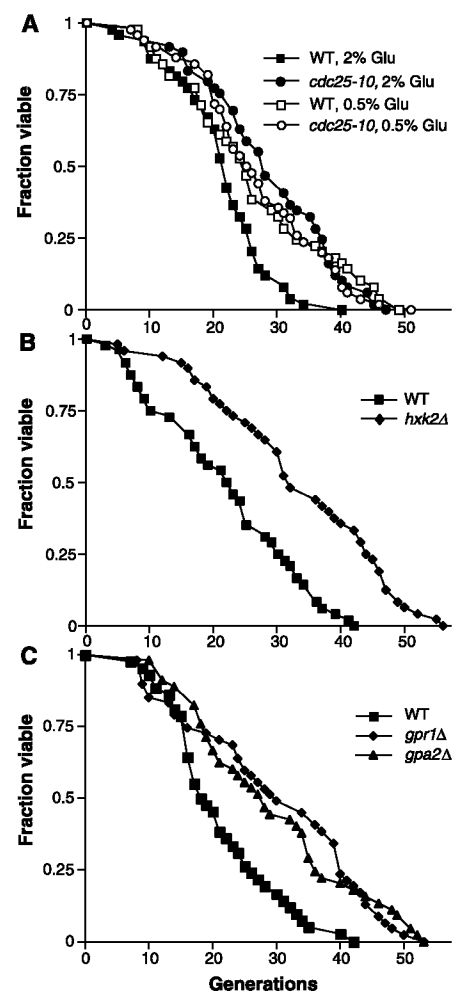 A
1
0.75
0.5
0.25
0
Fraction viable
WT, 2% Glu
cdc25-10, 2% Glu
WT, 0.5% Glu
cdc25-10, 0.5% Glu
0 10 20 30 40 50
B
1
0.75
0.5
0.25
0
Fraction viable
WT
hxk2Δ
0 10 20 30 40 50
C
1
0.75
0.5
0.25
0
Fraction viable
WT
gpr1Δ
gpa2Δ
0 10 20 30 40 50
Generations